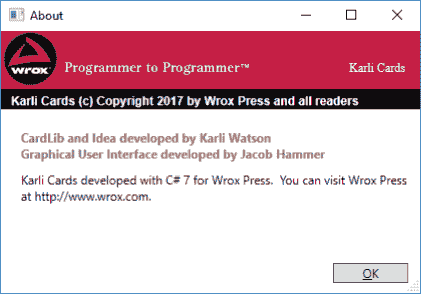 About
WROX
Programmer to Programmer™
Karli Cards
Karli Cards (c) Copyright 2017 by Wrox Press and all readers
CardLib and Idea developed by Karli Watson
Graphical User Interface developed by Jacob Hammer
Karli Cards developed with C# 7 for Wrox Press. You can visit Wrox Press
at http://www.wrox.com.
OK